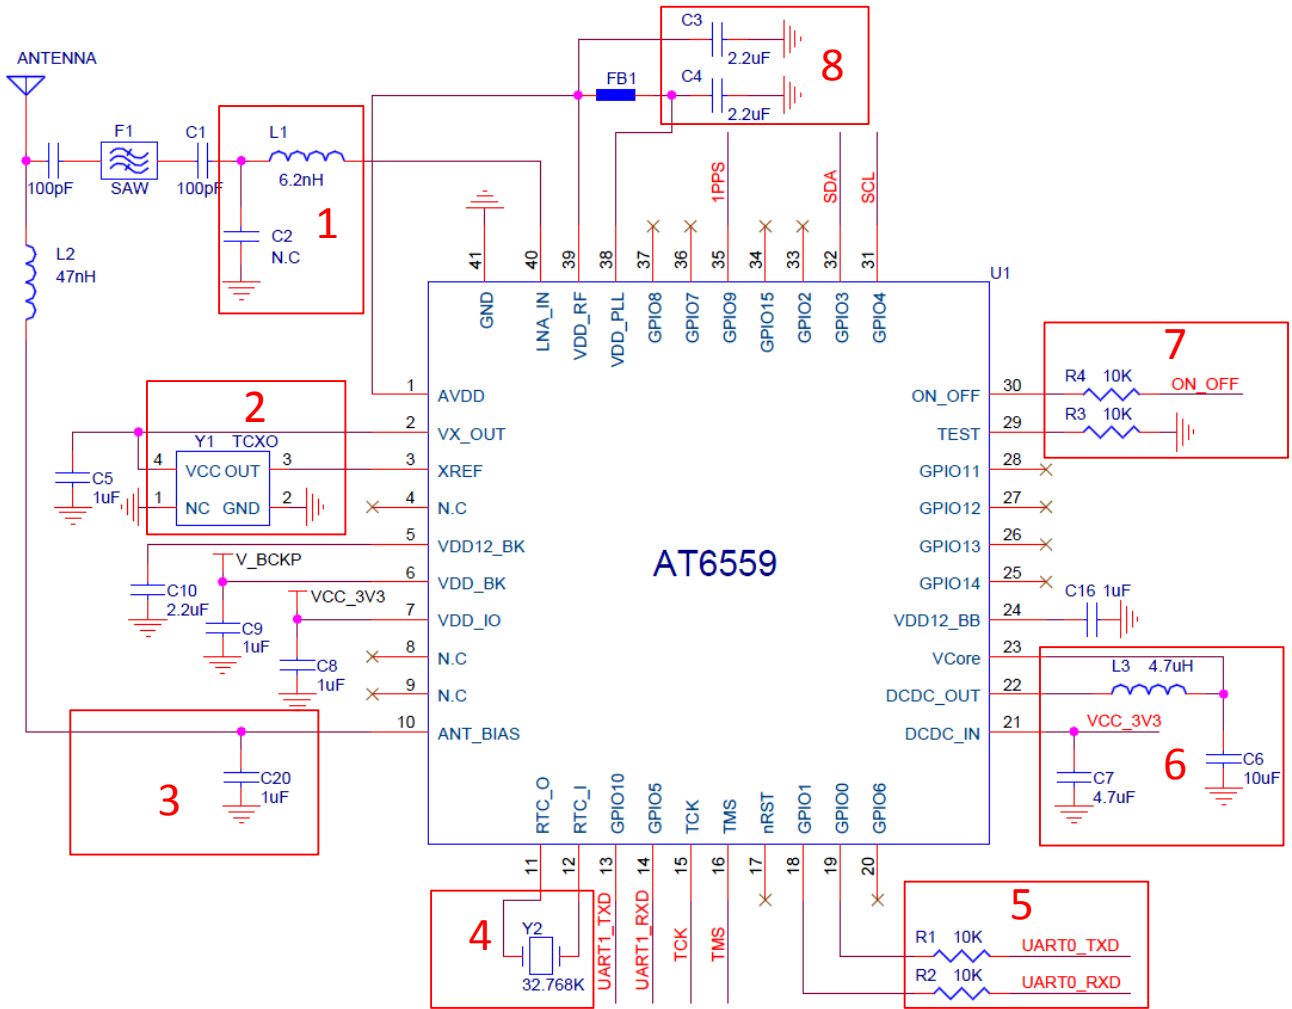 ANTENNA
F1
SAW
100pF
C1
100pF
L1
6.2nH
C2
N.C
1
L2
47nH
C3
2.2uF
C4
2.2uF
8
FB1
1PPS
SDA
SCL
41
40
39
38
37
36
35
34
33
32
31
GND
LNA_IN
VDD_RF
VDD_PLL
GPIO8
GPIO7
GPIO9
GPIO15
GPIO2
GPIO3
GPIO4
U1
AT6559
1 AVDD
2 VX_OUT
3 XREF
4 N.C
5 VDD12_BK
6 VDD_BK
7 VDD_IO
8 N.C
9 N.C
10 ANT_BIAS
2
Y1 TCXO
4 VCC OUT 3
1 NC GND 2
C5
1uF
V_BCKP
C10
2.2uF
C9
1uF
VCC_3V3
C8
1uF
3
C20
1uF
ON_OFF 30
TEST 29
GPIO11 28
GPIO12 27
GPIO13 26
GPIO14 25
VDD12_BB 24
VCore 23
DCDC_OUT 22
DCDC_IN 21
7
R4 10K ON_OFF
R3 10K
C16 1uF
L3 4.7uH
VCC_3V3
C7
4.7uF
6
C6
10uF
RTC_O
RTC_I
GPIO10
GPIO5
TCK
TMS
nRST
GPIO1
GPIO0
GPIO6
11
12
13
14
15
16
17
18
19
20
4
Y2
32.768K
UART1_TXD
UART1_RXD
TCK
TMS
5
R1 10K UART0_TXD
R2 10K UART0_RXD